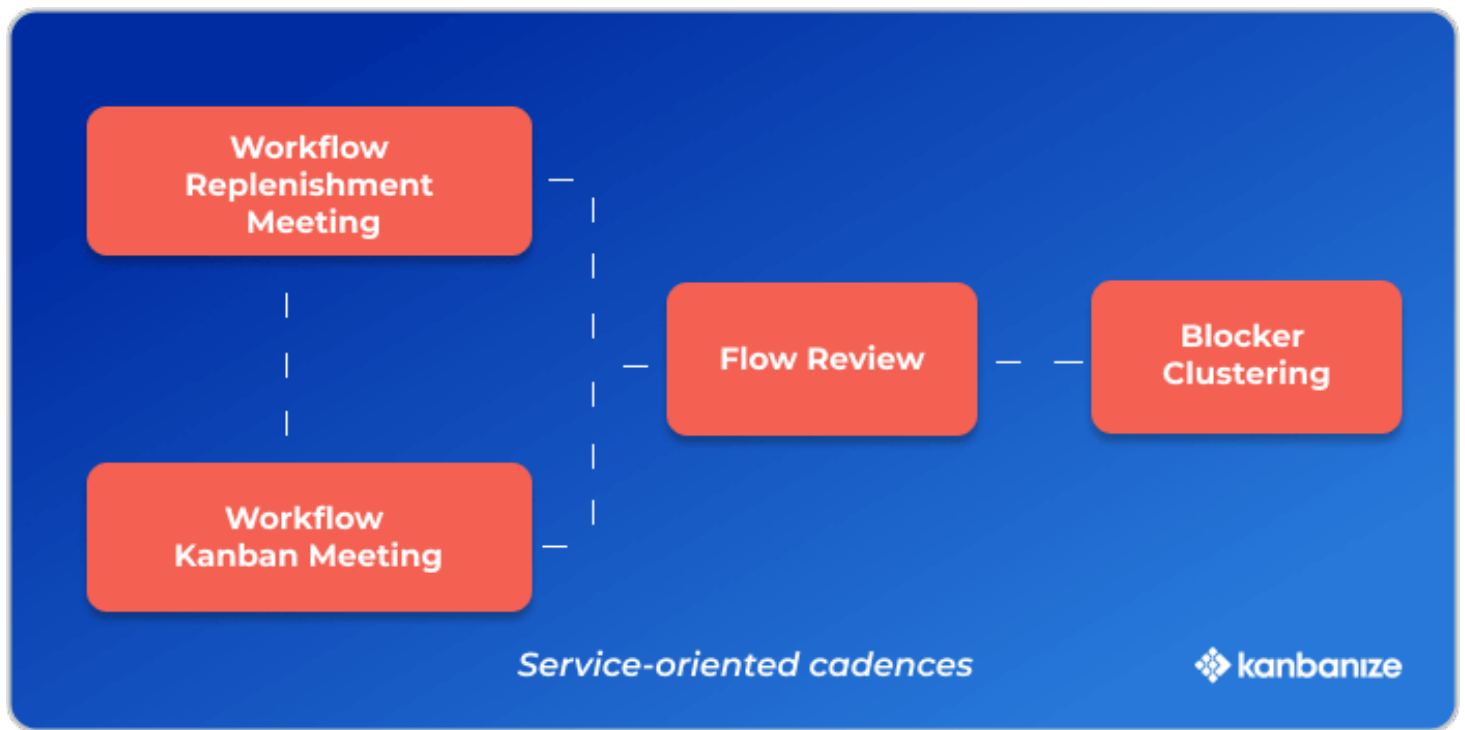 Workflow
Replenishment
Meeting
Flow Review
Blocker
Clustering
Workflow
Kanban Meeting
Service-oriented cadences
kanbanize